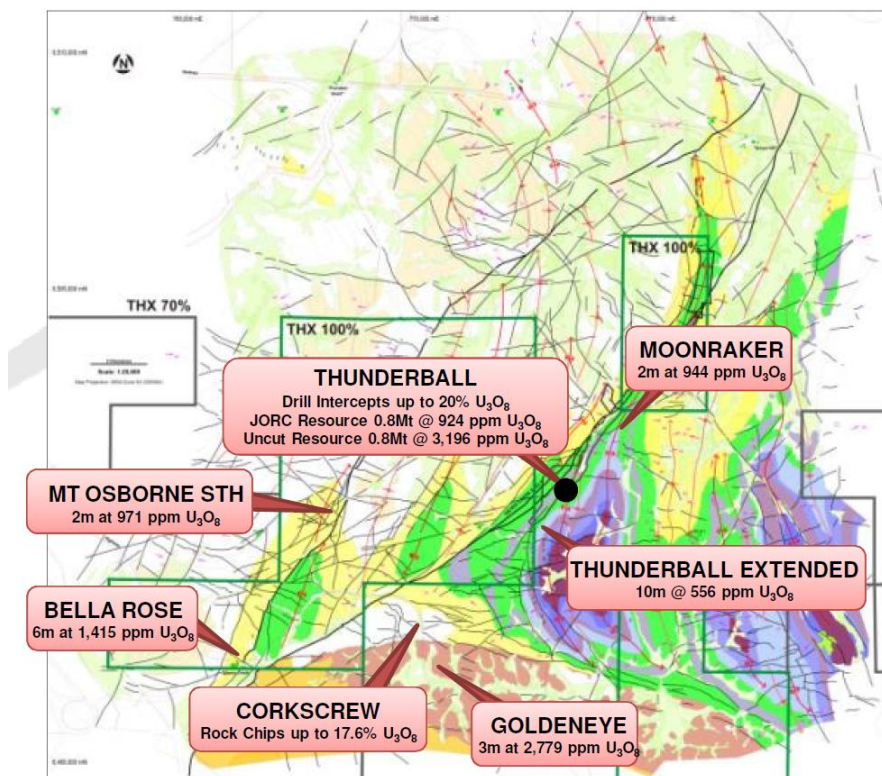 N
THX 100%
THX 70%
THX 100%
MOONRAKER
2m at 944 ppm U₃O₈
THUNDERBALL
Drill Intercepts up to 20% U₃O₈
JORC Resource 0.8Mt @ 924 ppm U₃O₈
Uncut Resource 0.8Mt @ 3,196 ppm U₃O₈
MT OSBORNE STH
2m at 971 ppm U₃O₈
THUNDERBALL EXTENDED
10m @ 556 ppm U₃O₈
BELLA ROSE
6m at 1,415 ppm U₃O₈
CORKSCREW
Rock Chips up to 17.6% U₃O₈
GOLDENEYE
3m at 2,779 ppm U₃O₈